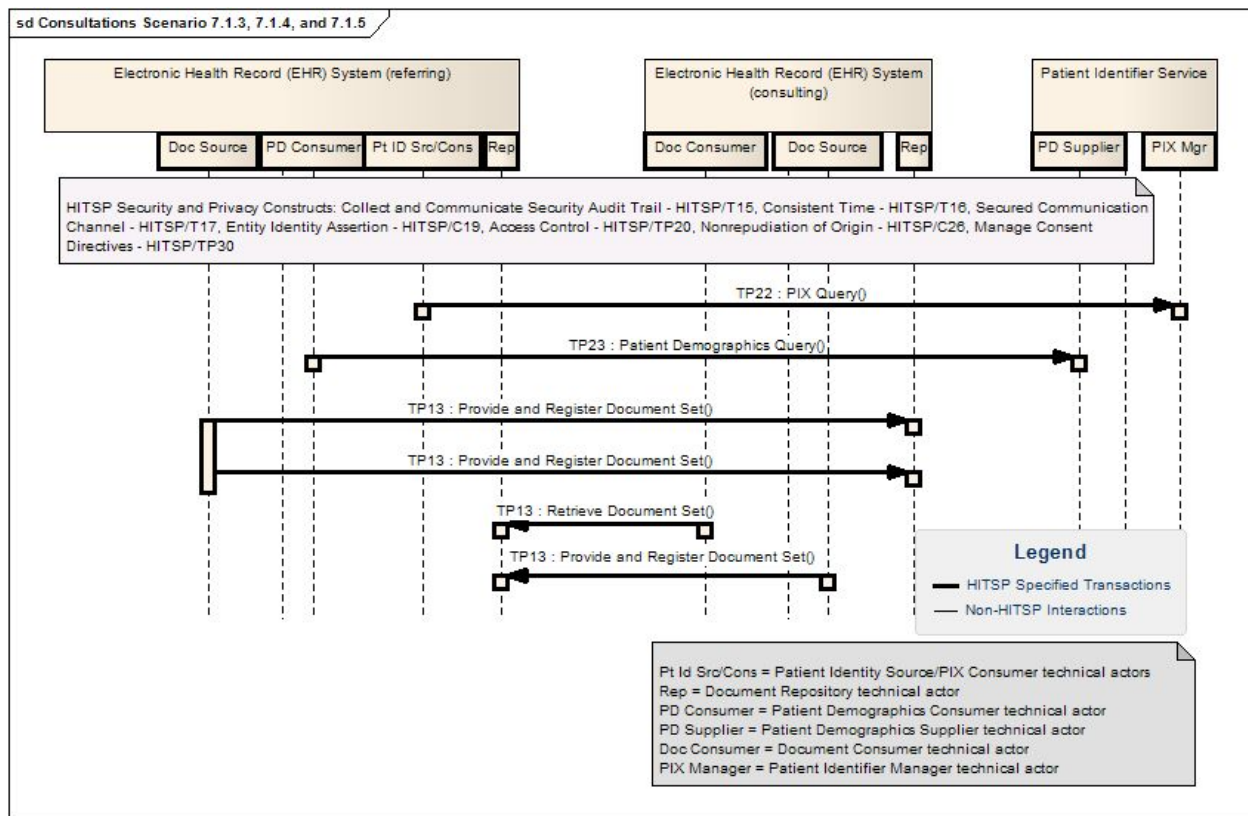 sd Consultations Scenario 7.1.3, 7.1.4, and 7.1.5
Electronic Health Record (EHR) System (referring)
Electronic Health Record (EHR) System
(consulting)
Patient Identifier Service
Doc Source
PD Consumer
Pt ID Src/Cons
Rep
Doc Consumer
Doc Source
Rep
PD Supplier
PIX Mgr
HITSP Security and Privacy Constructs: Collect and Communicate Security Audit Trail - HITSP/T15, Consistent Time - HITSP/T16, Secured Communication
Channel - HITSP/T17, Entity Identity Assertion - HITSP/C19, Access Control - HITSP/TP20, Nonrepudiation of Origin - HITSP/C26, Manage Consent
Directives - HITSP/TP30
TP22 : PIX Query()
TP23 : Patient Demographics Query()
TP13 : Provide and Register Document Set()
TP13 : Provide and Register Document Set()
TP13 : Retrieve Document Set()
TP13 : Provide and Register Document Set()
Legend
HITSP Specified Transactions
Non-HITSP Interactions
Pt Id Src/Cons = Patient Identity Source/PIX Consumer technical actors
Rep = Document Repository technical actor
PD Consumer = Patient Demographics Consumer technical actor
PD Supplier = Patient Demographics Supplier technical actor
Doc Consumer = Document Consumer technical actor
PIX Manager = Patient Identifier Manager technical actor